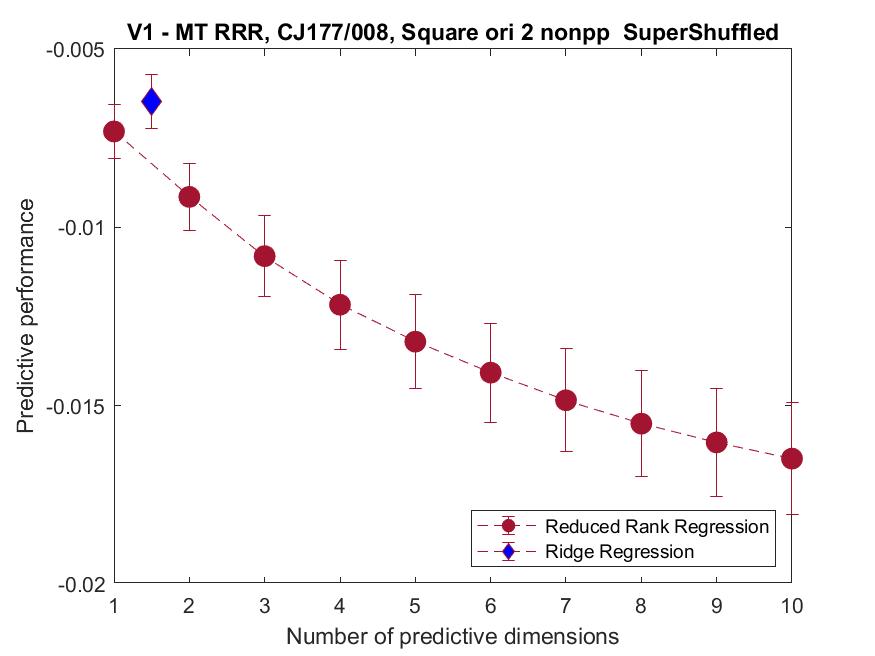 V1 - MT RRR, CJ177/008, Square ori 2 nonpp  SuperShuffled
-0.005
-0.01
-0.015
-0.02
Predictive performance
1 2 3 4 5 6 7 8 9 10
Number of predictive dimensions
Reduced Rank Regression
Ridge Regression